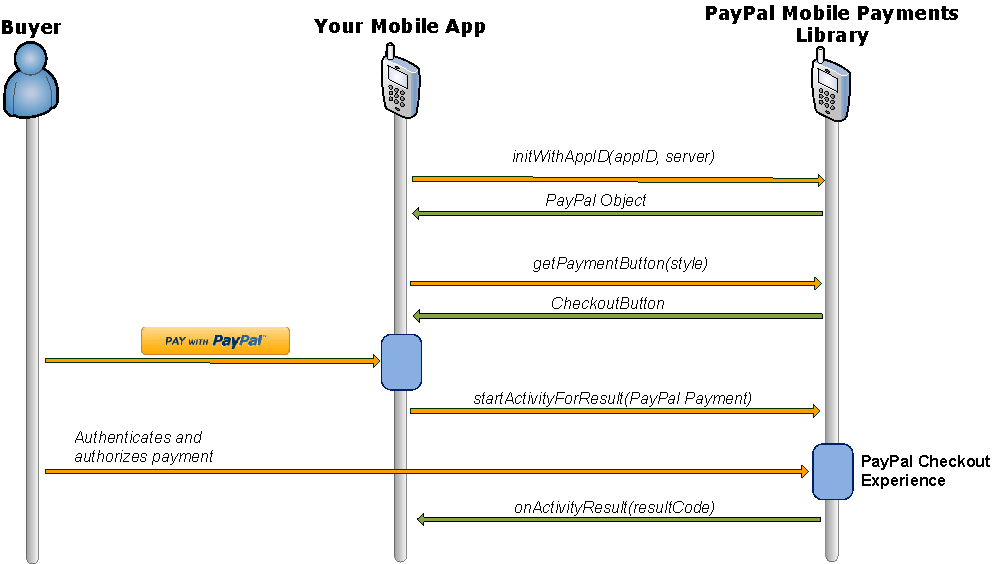 Buyer
Your Mobile App
PayPal Mobile Payments
Library
initWithAppID(appID, server)
PayPal Object
getPaymentButton(style)
CheckoutButton
PAY WITH PayPal™
startActivityForResult(PayPal Payment)
Authenticates and
authorizes payment
PayPal Checkout
Experience
onActivityResult(resultCode)